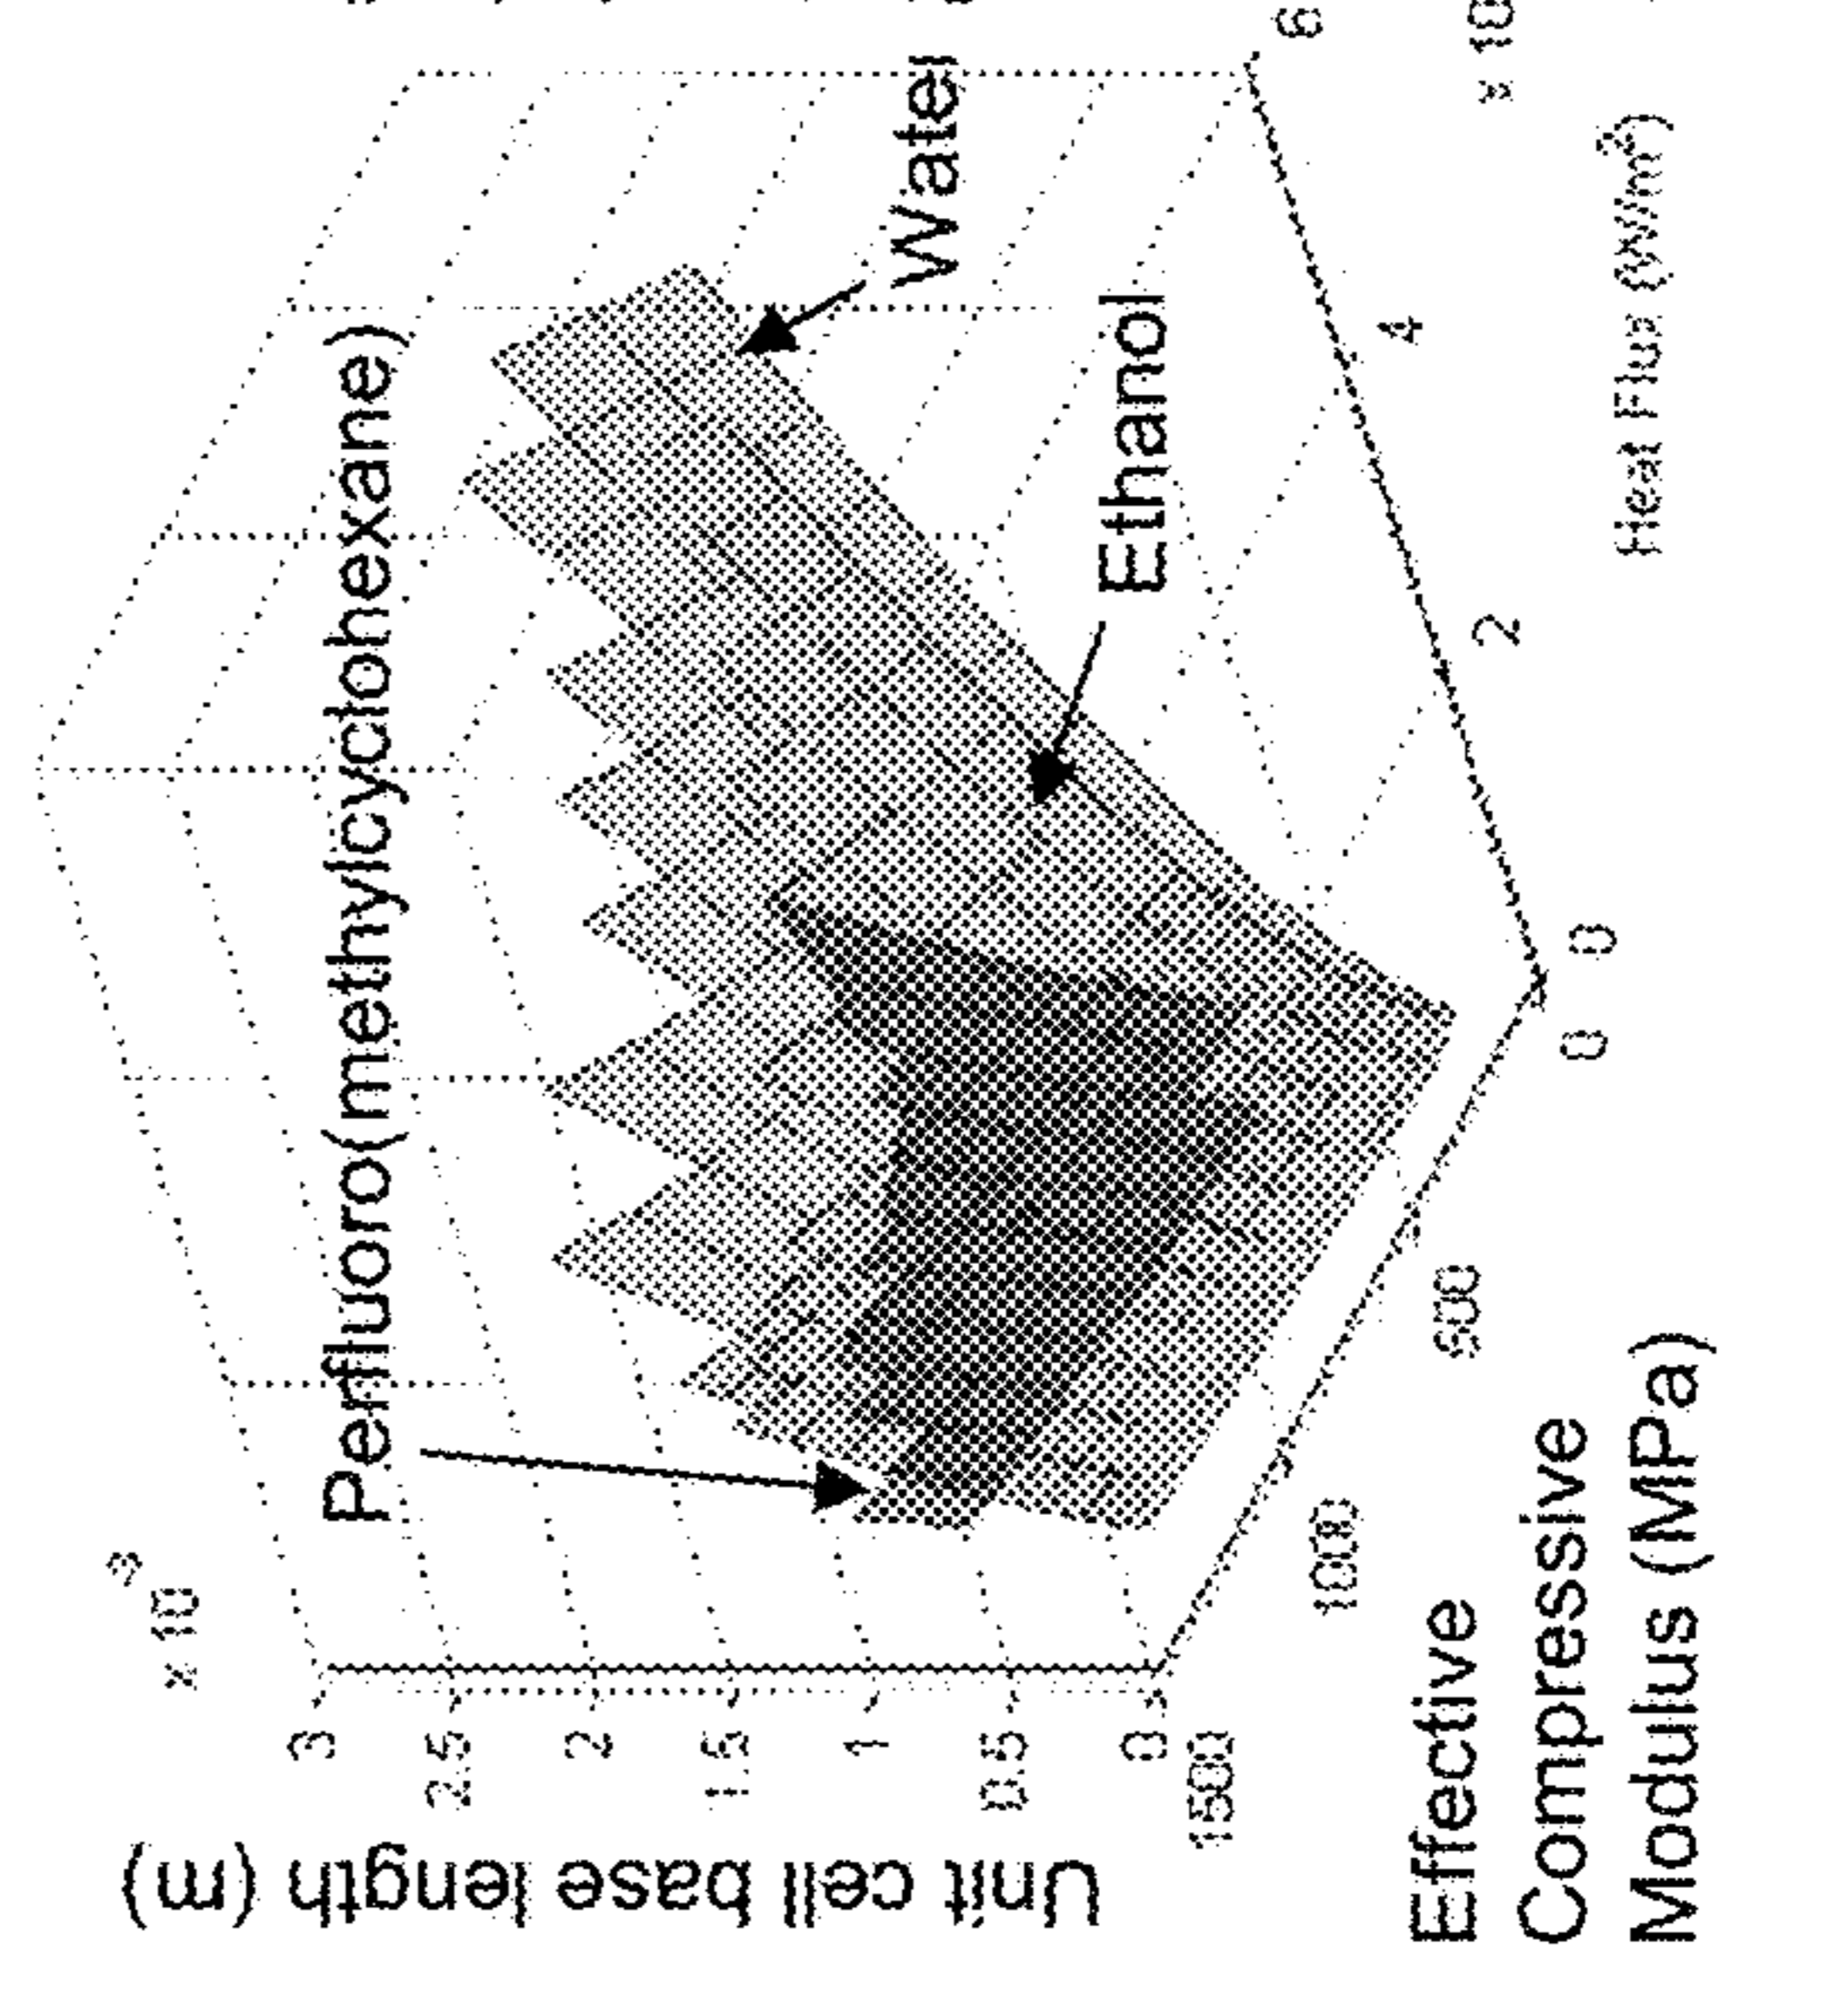 Perfluoro(methylcyclohexane)
Water
Ethanol
x 10
3
3
2.5
2
1.5
1
0.5
0
Unit cell base length (m)
1500
1000
500
0
Effective
Compressive
Modulus (MPa)
0
2
4
6
x 10
Heat Flux (W/m²)